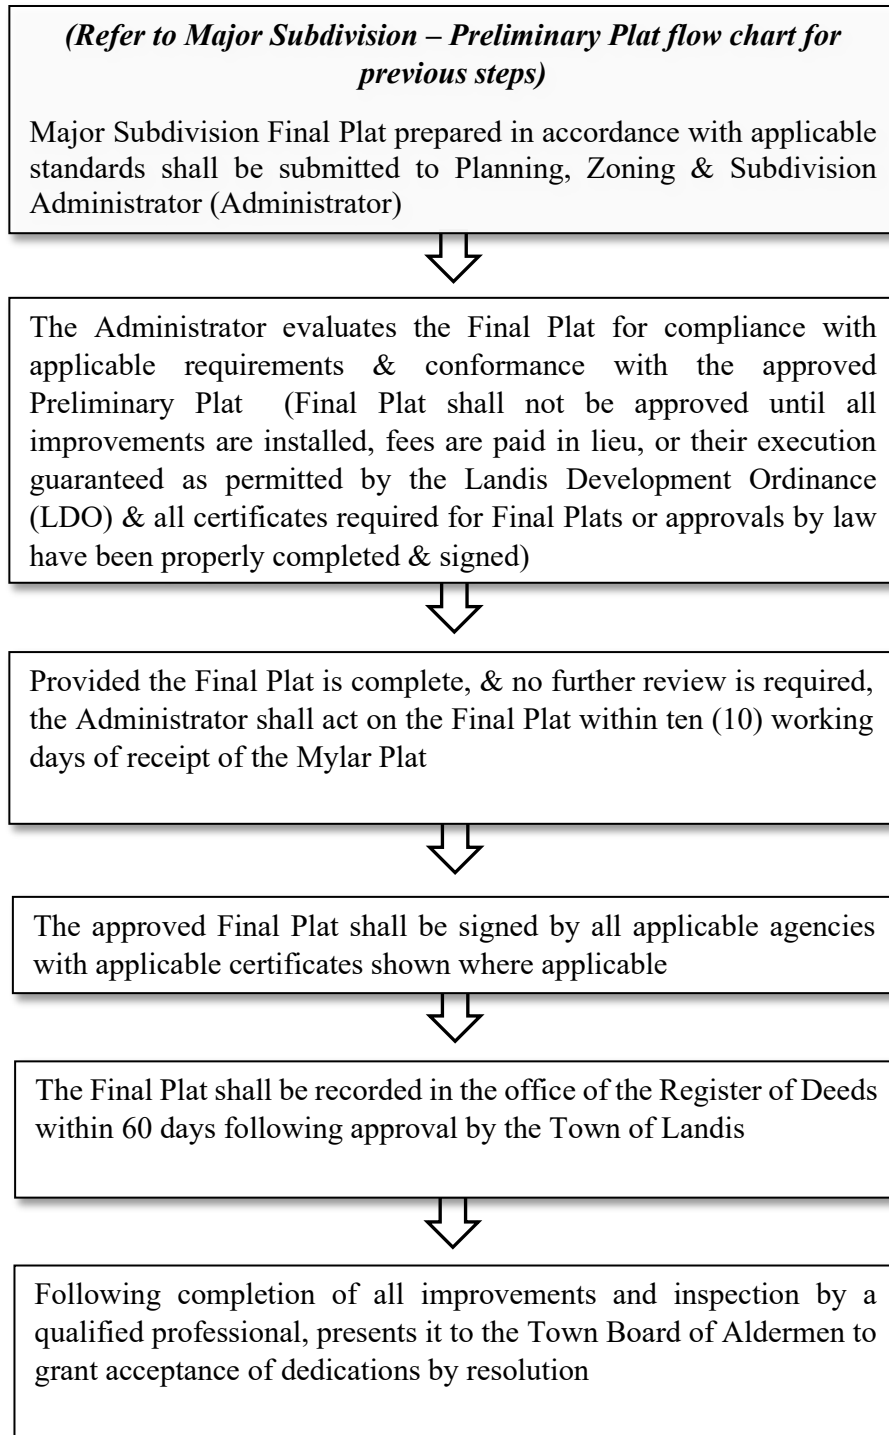 (Refer to Major Subdivision – Preliminary Plat flow chart for
previous steps)
Major Subdivision Final Plat prepared in accordance with applicable
standards shall be submitted to Planning, Zoning & Subdivision
Administrator (Administrator)
The Administrator evaluates the Final Plat for compliance with
applicable requirements & conformance with the approved
Preliminary Plat (Final Plat shall not be approved until all
improvements are installed, fees are paid in lieu, or their execution
guaranteed as permitted by the Landis Development Ordinance
(LDO) & all certificates required for Final Plats or approvals by law
have been properly completed & signed)
Provided the Final Plat is complete, & no further review is required,
the Administrator shall act on the Final Plat within ten (10) working
days of receipt of the Mylar Plat
The approved Final Plat shall be signed by all applicable agencies
with applicable certificates shown where applicable
The Final Plat shall be recorded in the office of the Register of Deeds
within 60 days following approval by the Town of Landis
Following completion of all improvements and inspection by a
qualified professional, presents it to the Town Board of Aldermen to
grant acceptance of dedications by resolution